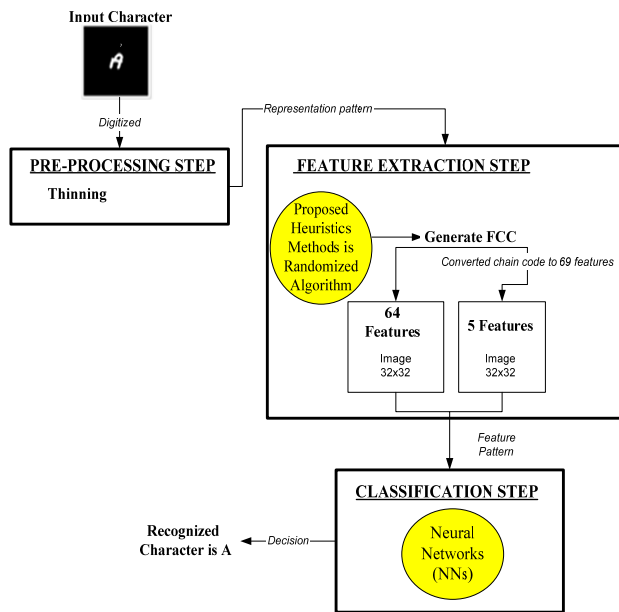 Input Character
A
Digitized
Representation pattern
PRE-PROCESSING STEP
Thinning
FEATURE EXTRACTION STEP
Proposed
Heuristics
Methods is
Randomized
Algorithm
Generate FCC
Converted chain code to 69 features
64
Features
Image
32x32
5 Features
Image
32x32
Feature
Pattern
CLASSIFICATION STEP
Neural
Networks
(NNs)
Decision
Recognized
Character is A